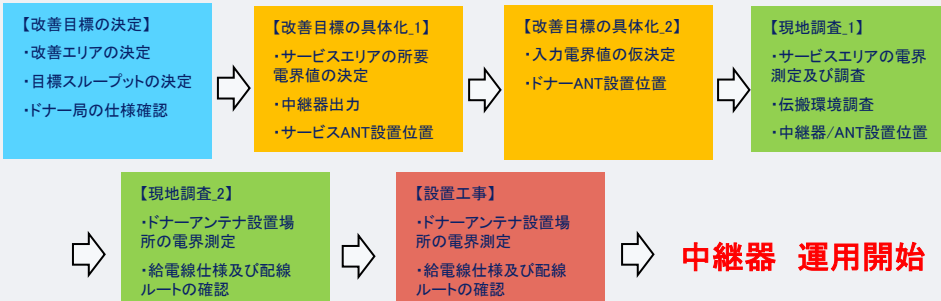 【改善目標の決定】
・改善エリアの決定
・目標スループットの決定
・ドナー局の仕様確認
【改善目標の具体化_1】
・サービスエリアの所要
電界値の決定
・中継器出力
・サービスANT設置位置
【改善目標の具体化_2】
・入力電界値の仮決定
・ドナーANT設置位置
【現地調査_1】
・サービスエリアの電界
測定及び調査
・伝搬環境調査
・中継器/ANT設置位置
【現地調査_2】
・ドナーアンテナ設置場
所の電界測定
・給電線仕様及び配線
ルートの確認
【設置工事】
・ドナーアンテナ設置場
所の電界測定
・給電線仕様及び配線
ルートの確認
中継器　運用開始